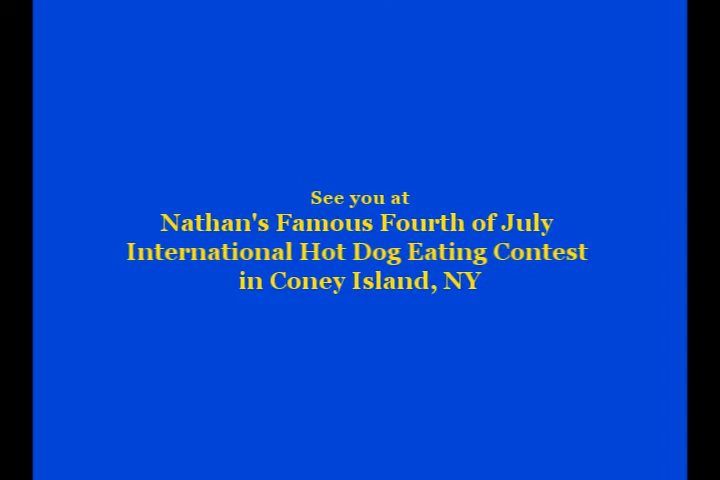 See you at
Nathan's Famous Fourth of July
International Hot Dog Eating Contest
in Coney Island, NY